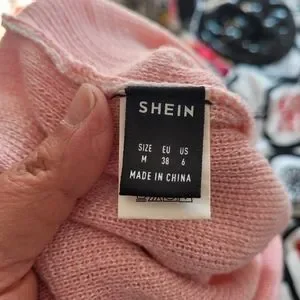 SHEIN
SIZE EU US
M 38 6
MADE IN CHINA